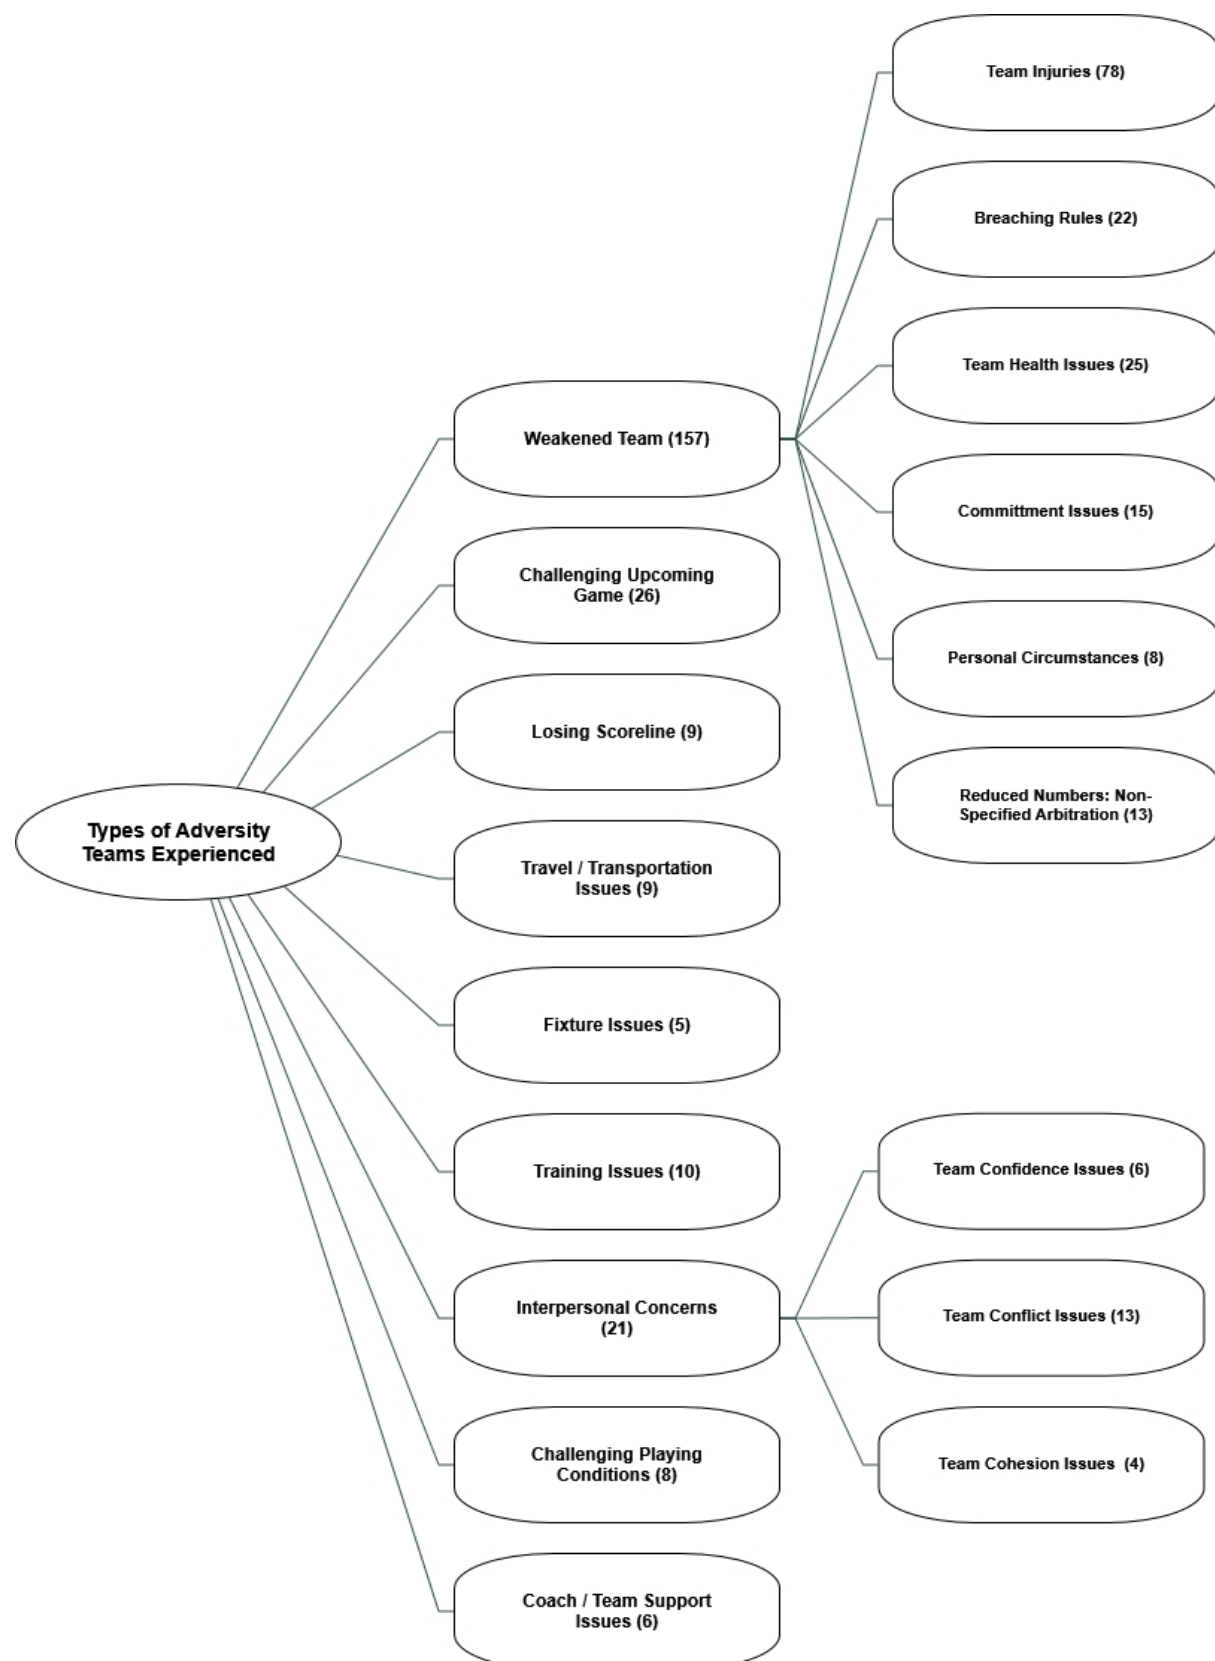 Types of Adversity
Teams Experienced
Weakened Team (157)
Team Injuries (78)
Breaching Rules (22)
Team Health Issues (25)
Committment Issues (15)
Personal Circumstances (8)
Reduced Numbers: Non-
Specified Arbitration (13)
Challenging Upcoming
Game (26)
Losing Scoreline (9)
Travel / Transportation
Issues (9)
Fixture Issues (5)
Training Issues (10)
Interpersonal Concerns
(21)
Team Confidence Issues (6)
Team Conflict Issues (13)
Team Cohesion Issues  (4)
Challenging Playing
Conditions (8)
Coach / Team Support
Issues (6)